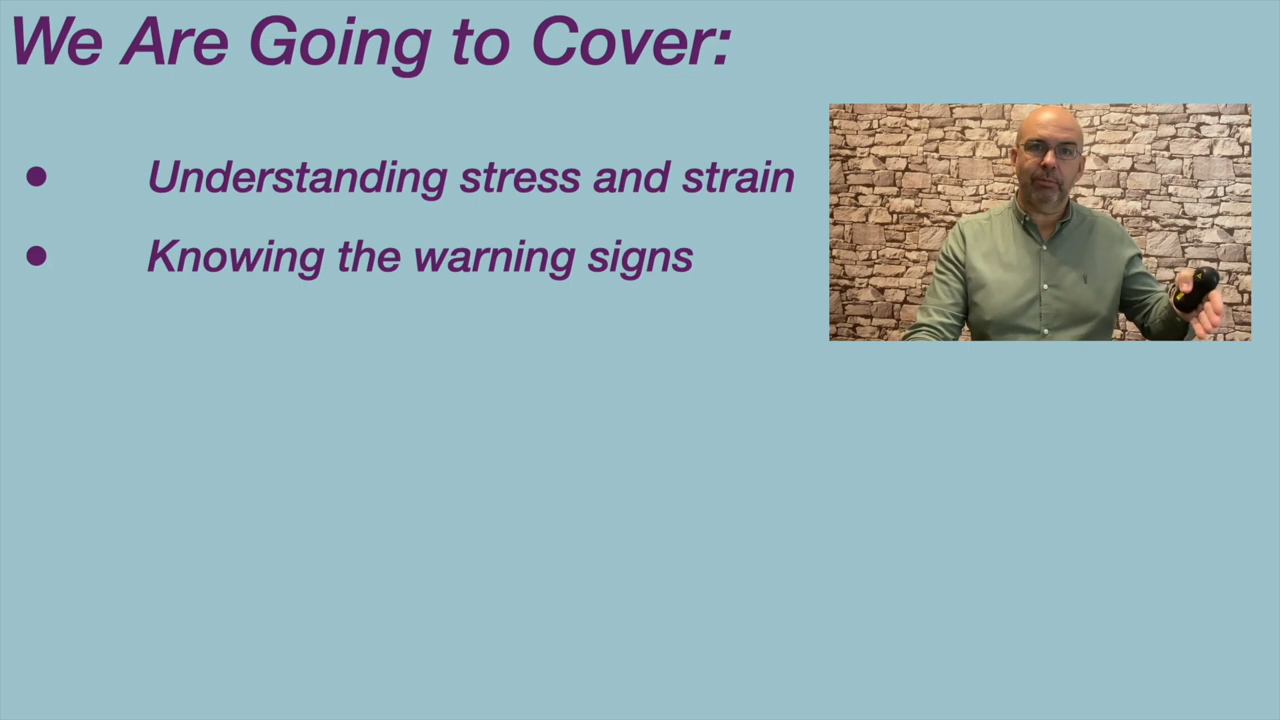 We Are Going to Cover:
● Understanding stress and strain
● Knowing the warning signs